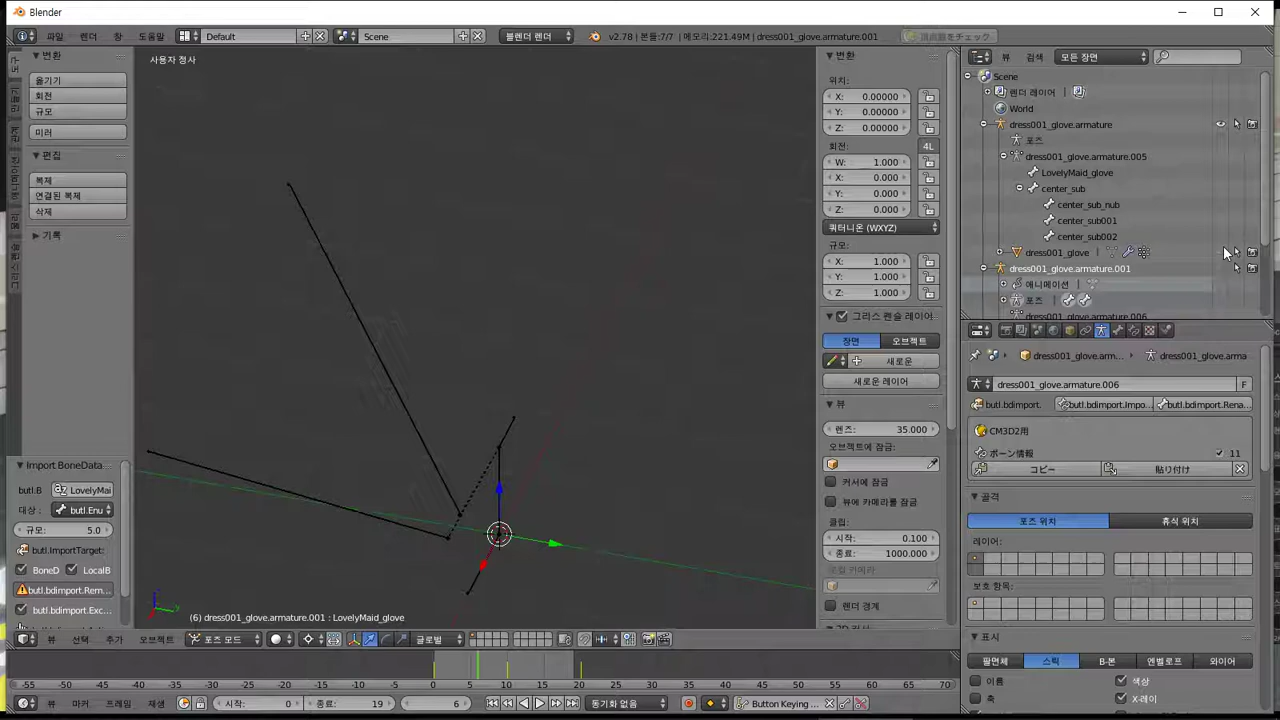 Blender
파일 렌더 창 도움말 Default Scene 블렌더 렌더 v2.78 | 본들:7/7 | 메모리:221.49M | dress001_glove.armature.001
변환
옮기기
회전
규모
미러
편집
복제
연결된 복제
삭제
기록
Import BoneData
butl.B LovelyMai
대상 : butl.Enu
규모: 5.0
butl.ImportTarget:
BoneD LocalB
butl.bdimport.Rem
butl.bdimport.Exc
사용자 정사
(6) dress001_glove.armature.001 : LovelyMaid_glove
뷰 선택 추가 오브젝트 포즈 모드 글로벌
변환
위치:
X: 0.00000
Y: 0.00000
Z: 0.00000
회전: 4L
W: 1.000
X: 0.000
Y: 0.000
Z: 0.000
쿼터니온 (WXYZ)
규모:
X: 1.000
Y: 1.000
Z: 1.000
그리스 펜슬 레이어
장면 오브젝트
새로운
새로운 레이어
뷰
렌즈: 35.000
오브젝트에 잠금:
커서에 잠금
뷰에 카메라를 잠금
클립:
시작: 0.100
종료: 1000.000
로컬 카메라:
렌더 경계
뷰 검색 모든 장면
Scene
렌더 레이어
World
dress001_glove.armature
포즈
dress001_glove.armature.005
LovelyMaid_glove
center_sub
center_sub_nub
center_sub001
center_sub002
dress001_glove
dress001_glove.armature.001
애니메이션
포즈
dress001_glove.armature.006
dress001_glove.arm... dress001_glove.arma
dress001_glove.armature.006 F
butl.bdimport. butl.bdimport.Impo... butl.bdimport.Rena...
CM3D2用
ボーン情報 11
コピー 貼り付け
골격
포즈 위치 휴식 위치
레이어:
보호 항목:
표시
팔면체 스틱 B-본 엔벨로프 와이어
이름 색상
축 X-레이
-55 -50 -45 -40 -35 -30 -25 -20 -15 -10 -5 0 5 10 15 20 25 30 35 40 45 50 55 60 65 70
뷰 마커 프레임 재생 시작: 0 종료: 19 6 동기화 없음 Button Keying ...